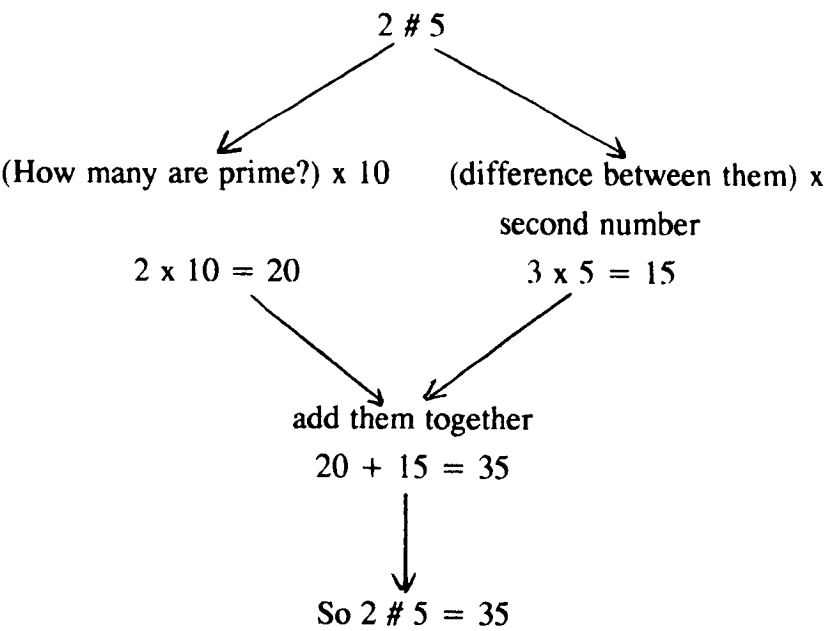 2 # 5
(How many are prime?) x 10
(difference between them) x
second number
2 x 10 = 20
3 x 5 = 15
add them together
20 + 15 = 35
So 2 # 5 = 35